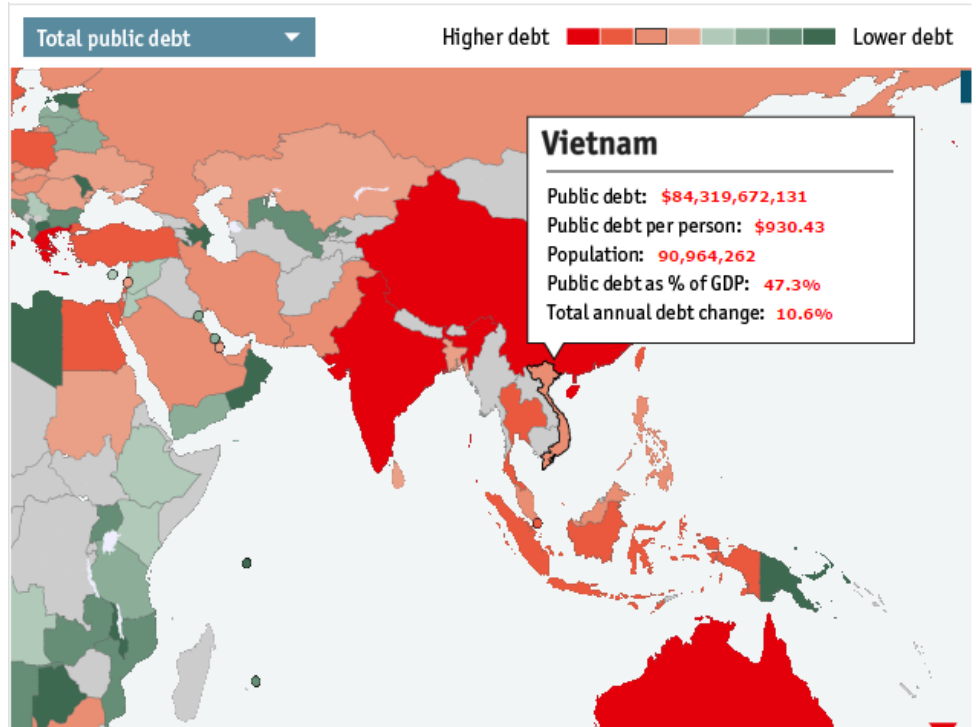 Total public debt
Higher debt
Lower debt
Vietnam
Public debt: $84,319,672,131
Public debt per person: $930.43
Population: 90,964,262
Public debt as % of GDP: 47.3%
Total annual debt change: 10.6%